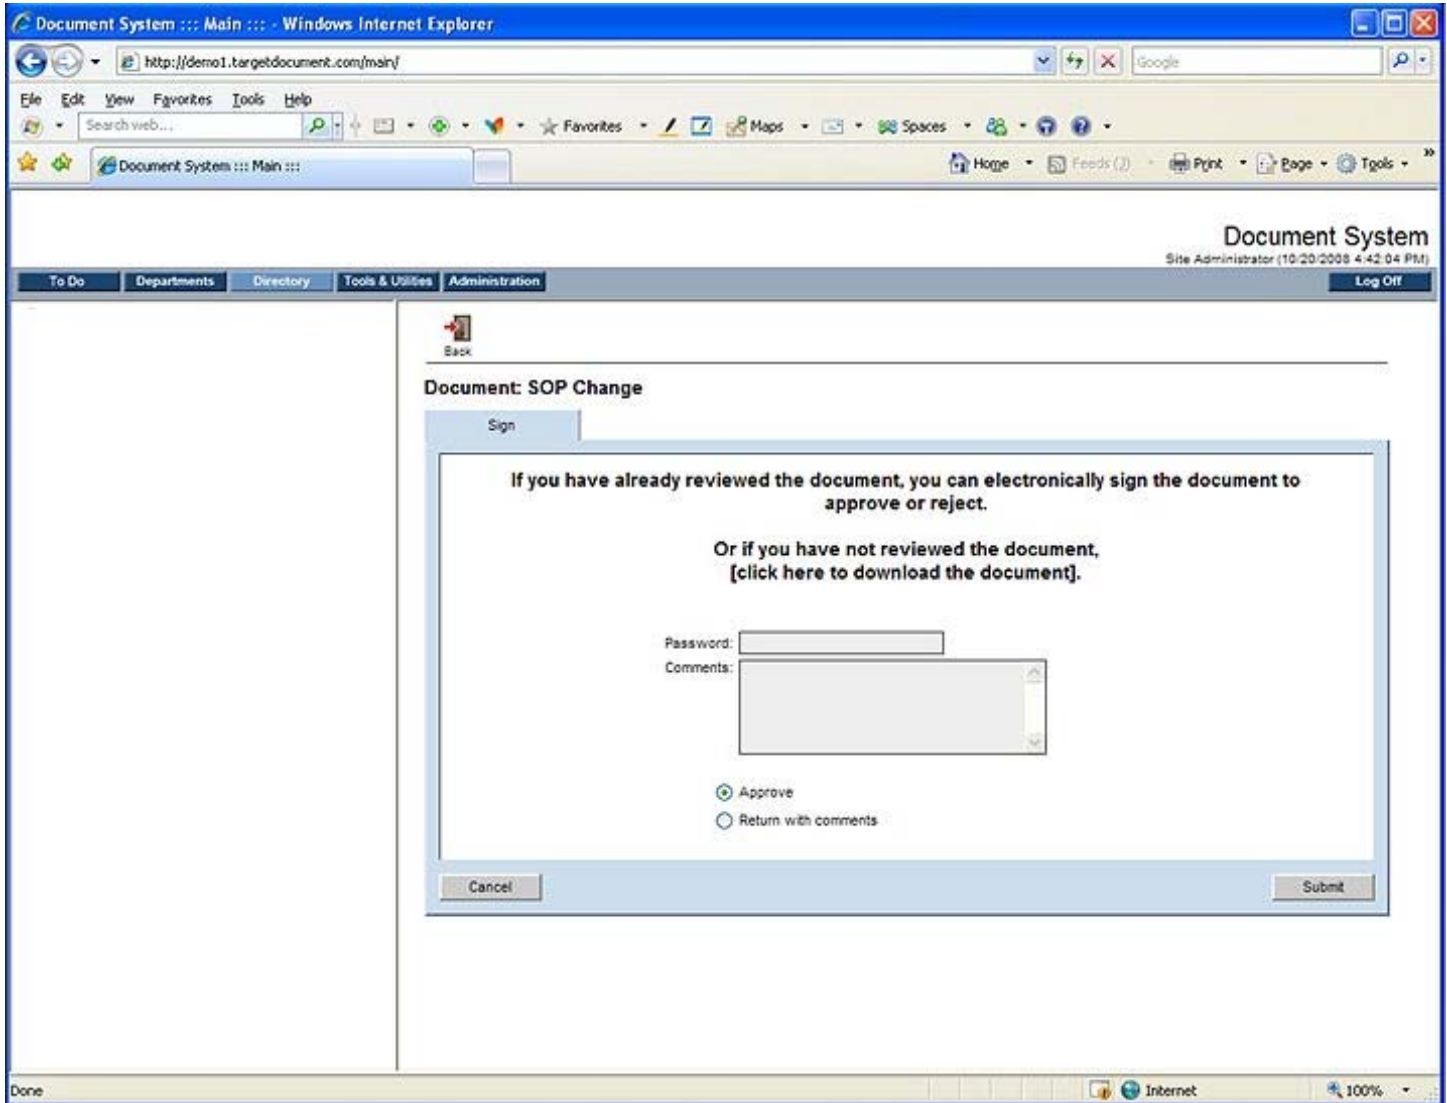 Document System ::: Main ::: - Windows Internet Explorer
http://demo1.targetdocument.com/main/
Google
File Edit View Favorites Tools Help
Search web...
Favorites
Maps
Spaces
Document System ::: Main :::
Home
Feeds (J)
Print
Page
Tools
Document System
Site Administrator (10/20/2008 4:42:04 PM)
To Do
Departments
Directory
Tools & Utilities
Administration
Log Off
Back
Document: SOP Change
Sign
If you have already reviewed the document, you can electronically sign the document to
approve or reject.
Or if you have not reviewed the document,
[click here to download the document].
Password:
Comments:
Approve
Return with comments
Cancel
Submit
Done
Internet
100%